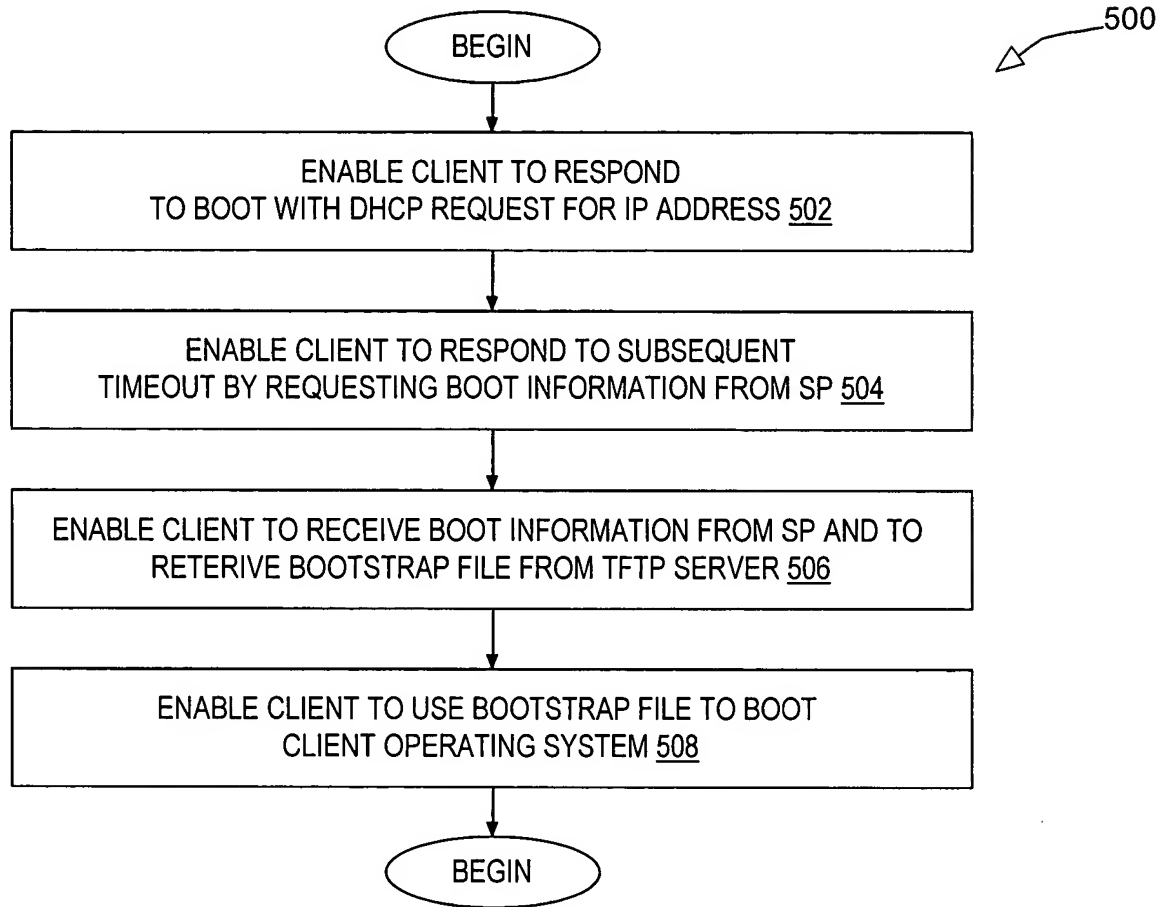 500
BEGIN
ENABLE CLIENT TO RESPOND
TO BOOT WITH DHCP REQUEST FOR IP ADDRESS 502
ENABLE CLIENT TO RESPOND TO SUBSEQUENT
TIMEOUT BY REQUESTING BOOT INFORMATION FROM SP 504
ENABLE CLIENT TO RECEIVE BOOT INFORMATION FROM SP AND TO
RETERIVE BOOTSTRAP FILE FROM TFTP SERVER 506
ENABLE CLIENT TO USE BOOTSTRAP FILE TO BOOT
CLIENT OPERATING SYSTEM 508
BEGIN